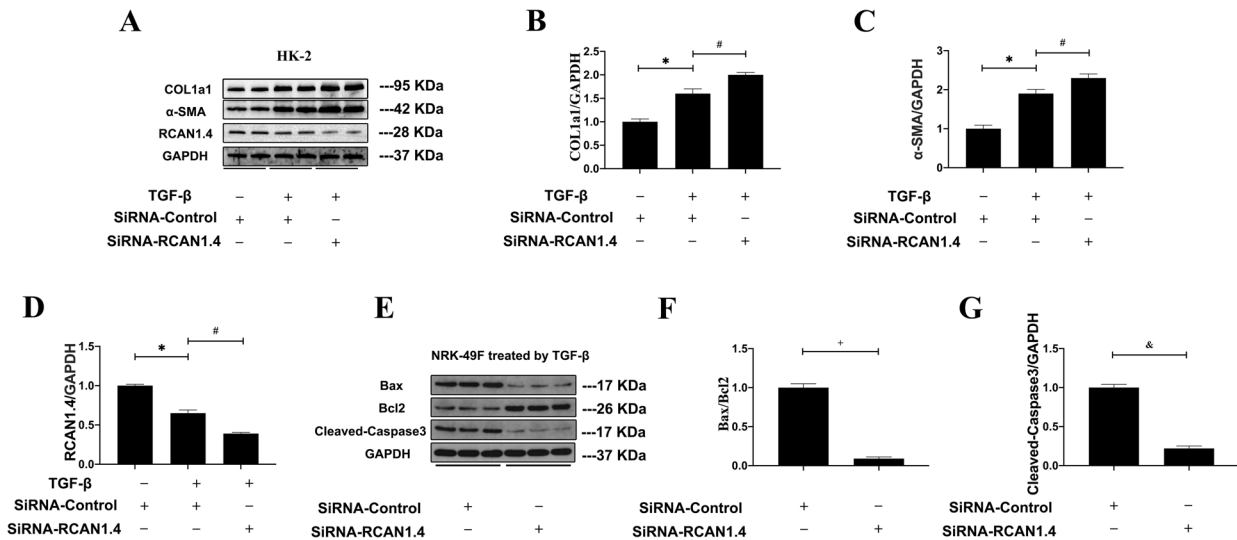 A
HK-2
COL1a1 ---95 KDa
α-SMA ---42 KDa
RCAN1.4 ---28 KDa
GAPDH ---37 KDa
TGF-β – + +
SiRNA-Control + + –
SiRNA-RCAN1.4 – – +
B
COL1a1/GAPDH
2.5
2.0
1.5
1.0
0.5
0.0
* #
TGF-β – + +
SiRNA-Control + + –
SiRNA-RCAN1.4 – – +
C
α-SMA/GAPDH
3
2
1
0
* #
TGF-β – + +
SiRNA-Control + + –
SiRNA-RCAN1.4 – – +
D
RCAN1.4/GAPDH
1.5
1.0
0.5
0.0
* #
TGF-β – + +
SiRNA-Control + + –
SiRNA-RCAN1.4 – – +
E
NRK-49F treated by TGF-β
Bax ---17 KDa
Bcl2 ---26 KDa
Cleaved-Caspase3 ---17 KDa
GAPDH ---37 KDa
SiRNA-Control + –
SiRNA-RCAN1.4 – +
F
Bax/Bcl2
1.5
1.0
0.5
0.0
+
SiRNA-Control + –
SiRNA-RCAN1.4 – +
G
Cleaved-Caspase3/GAPDH
1.5
1.0
0.5
0.0
&
SiRNA-Control + –
SiRNA-RCAN1.4 – +